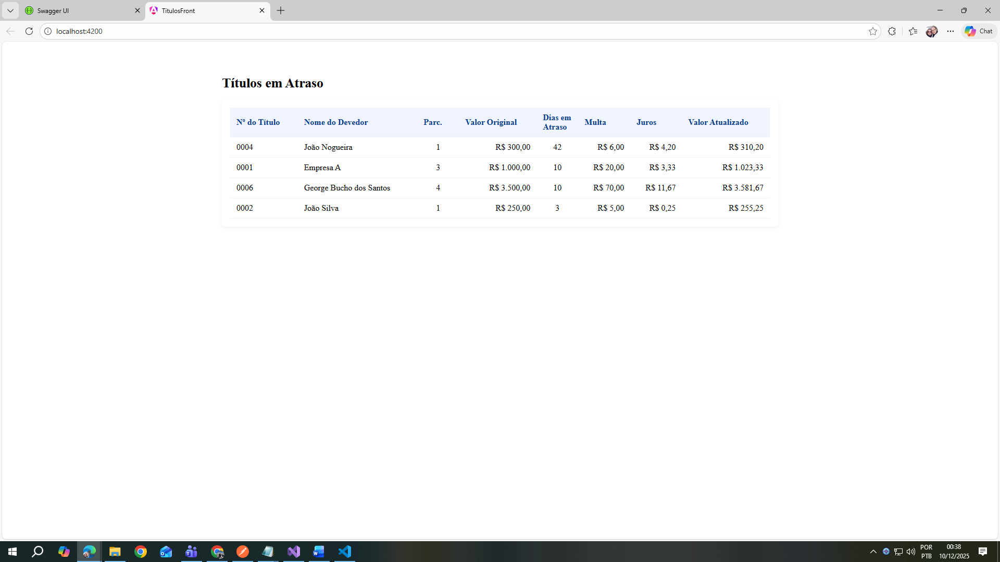 Swagger UI
TitulosFront
localhost:4200
Chat
Títulos em Atraso
Nº do Título Nome do Devedor Parc. Valor Original Dias em Atraso Multa Juros Valor Atualizado
0004 João Nogueira 1 R$ 300,00 42 R$ 6,00 R$ 4,20 R$ 310,20
0001 Empresa A 3 R$ 1.000,00 10 R$ 20,00 R$ 3,33 R$ 1.023,33
0006 George Bucho dos Santos 4 R$ 3.500,00 10 R$ 70,00 R$ 11,67 R$ 3.581,67
0002 João Silva 1 R$ 250,00 3 R$ 5,00 R$ 0,25 R$ 255,25
POR
PTB
00:38
10/12/2025